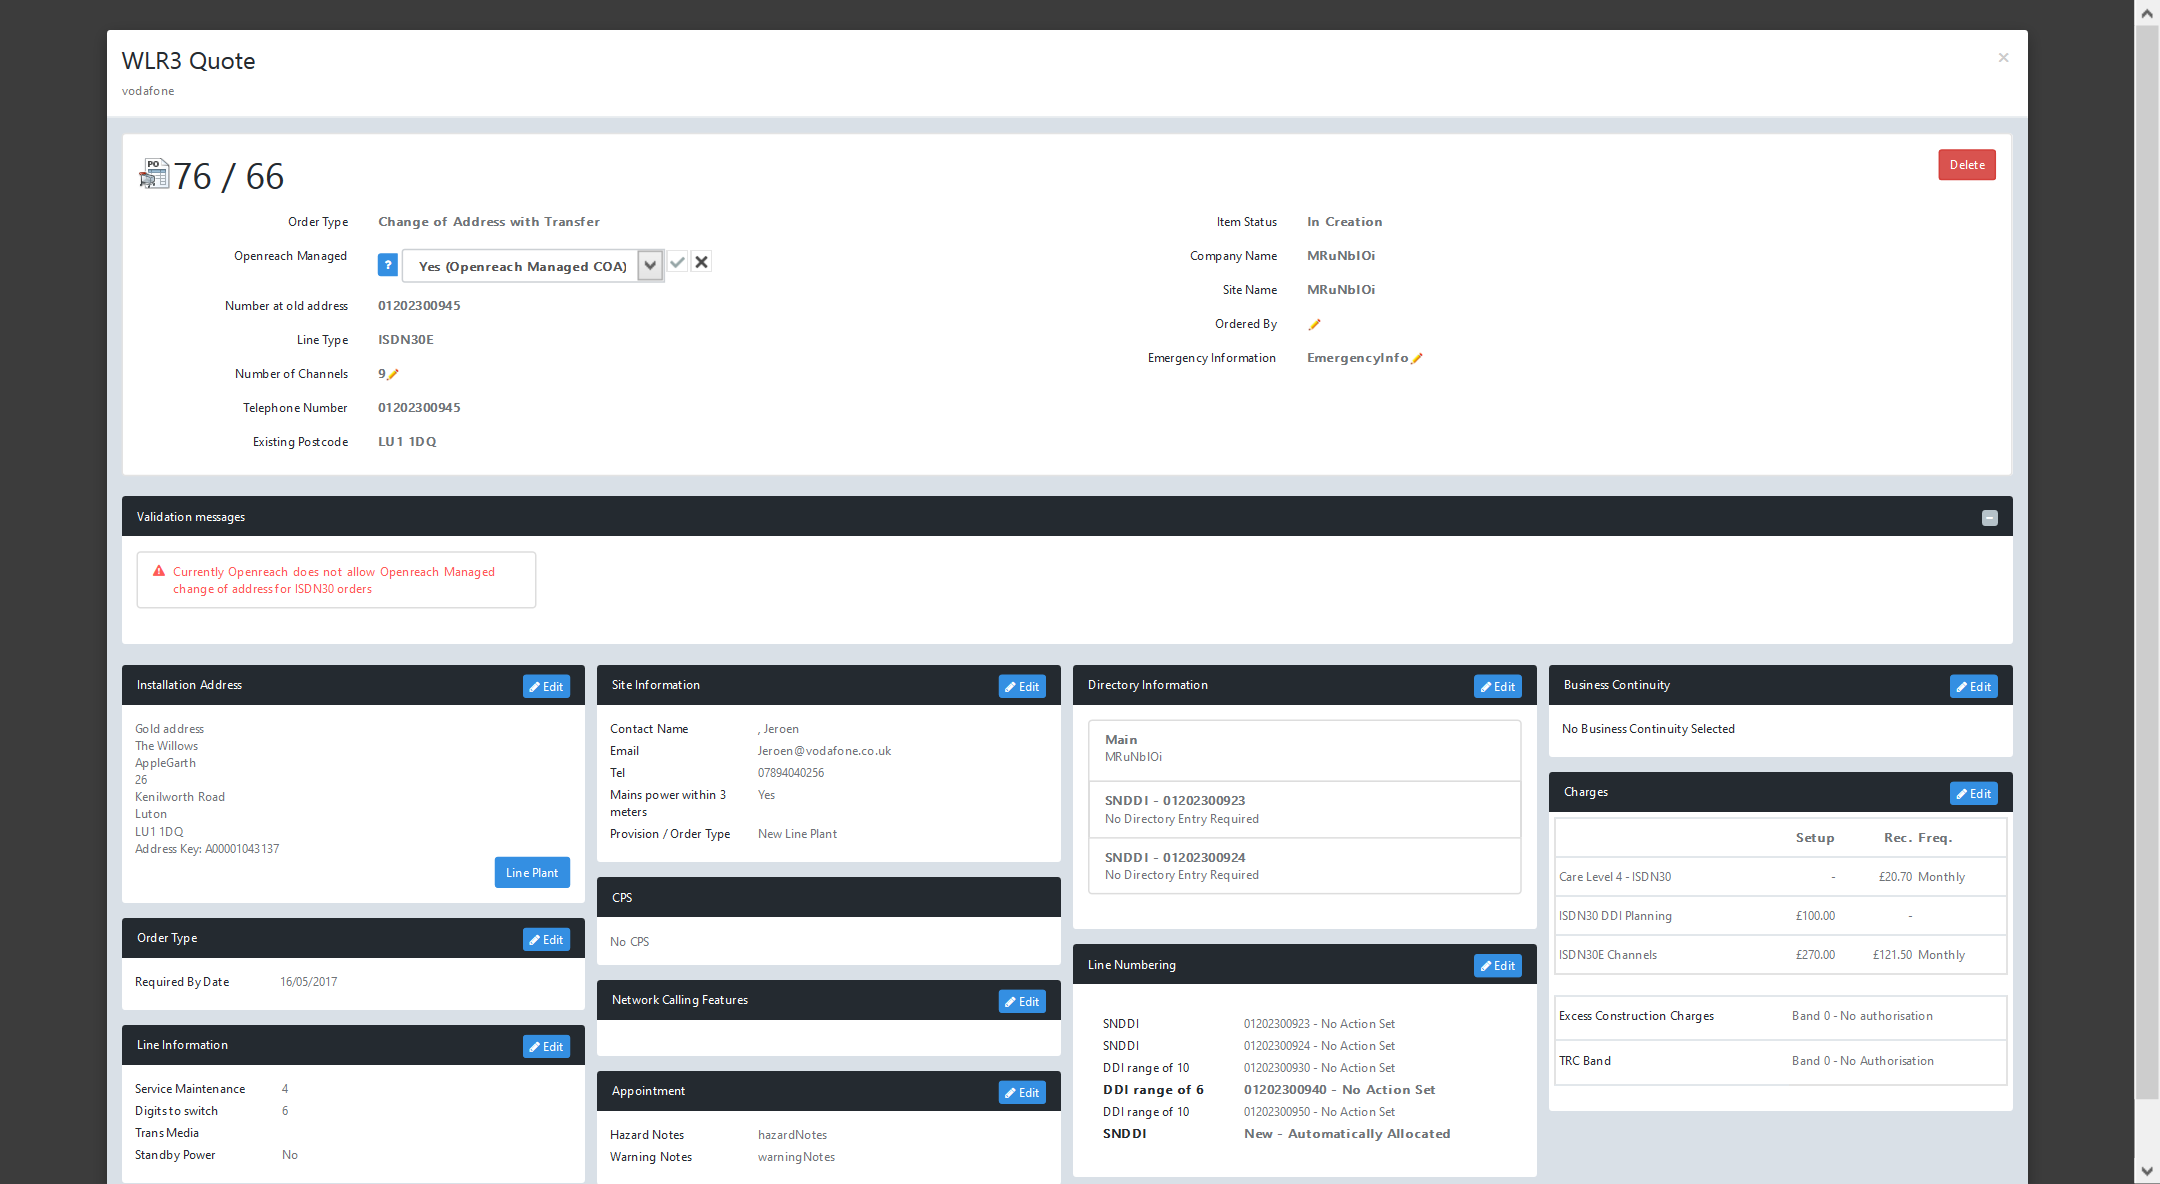 WLR3 Quote
×
vodafone
PO
76 / 66
Delete
Order Type Change of Address with Transfer
Openreach Managed ? Yes (Openreach Managed COA)
Number at old address 01202300945
Line Type ISDN30E
Number of Channels 9
Telephone Number 01202300945
Existing Postcode LU1 1DQ
Item Status In Creation
Company Name MRuNbIOi
Site Name MRuNbIOi
Ordered By
Emergency Information EmergencyInfo
Validation messages
Currently Openreach does not allow Openreach Managed
change of address for ISDN30 orders
Installation Address Edit
Gold address
The Willows
AppleGarth
26
Kenilworth Road
Luton
LU1 1DQ
Address Key: A00001043137
Line Plant
Order Type Edit
Required By Date 16/05/2017
Line Information Edit
Service Maintenance 4
Digits to switch 6
Trans Media
Standby Power No
Site Information Edit
Contact Name , Jeroen
Email Jeroen@vodafone.co.uk
Tel 07894040256
Mains power within 3 Yes
meters
Provision / Order Type New Line Plant
CPS
No CPS
Network Calling Features Edit
Appointment Edit
Hazard Notes hazardNotes
Warning Notes warningNotes
Directory Information Edit
Main
MRuNbIOi
SNDDI - 01202300923
No Directory Entry Required
SNDDI - 01202300924
No Directory Entry Required
Line Numbering Edit
SNDDI 01202300923 - No Action Set
SNDDI 01202300924 - No Action Set
DDI range of 10 01202300930 - No Action Set
DDI range of 6 01202300940 - No Action Set
DDI range of 10 01202300950 - No Action Set
SNDDI New - Automatically Allocated
Business Continuity Edit
No Business Continuity Selected
Charges Edit
Setup Rec. Freq.
Care Level 4 - ISDN30 - £20.70 Monthly
ISDN30 DDI Planning £100.00 -
ISDN30E Channels £270.00 £121.50 Monthly
Excess Construction Charges Band 0 - No authorisation
TRC Band Band 0 - No Authorisation